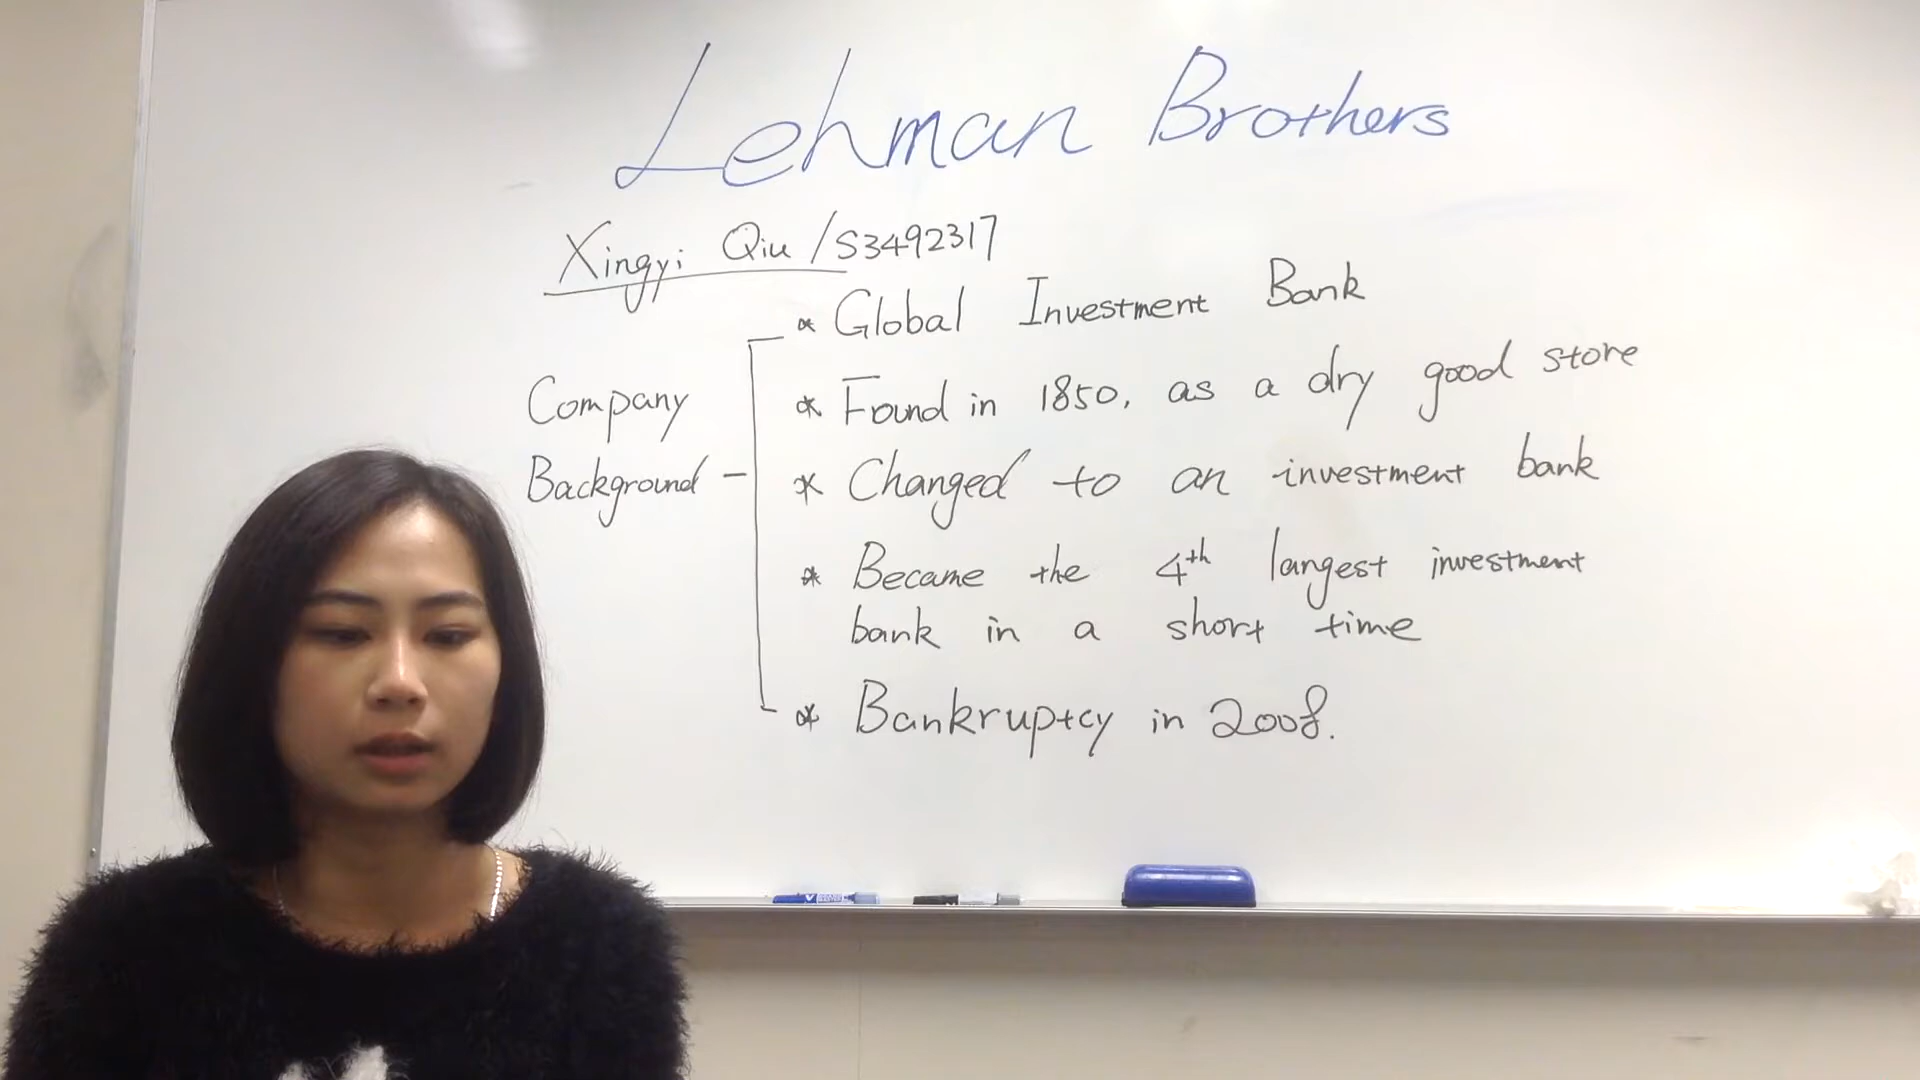 Lehman Brothers
Xingyi Qiu /S3492317
* Global Investment Bank
Company
Background -
* Found in 1850, as a dry good store
* Changed to an investment bank
* Became the 4th largest investment
bank in a short time
* Bankruptcy in 2008.